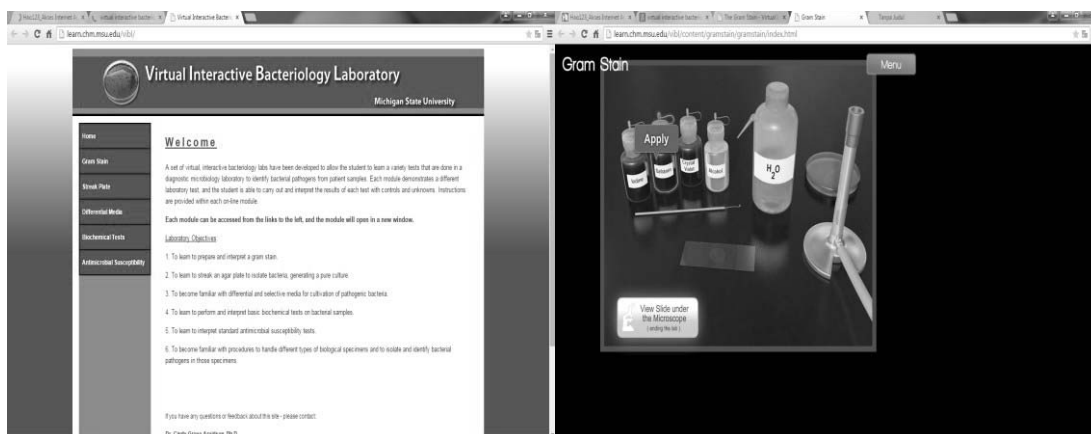 Virtual Interactive Bacter
learn.chm.msu.edu/vibl/
Virtual Interactive Bacteriology Laboratory
Michigan State University
Home
Gram Stain
Streak Plate
Differential Media
Biochemical Tests
Antimicrobial Susceptibility
Welcome
A set of virtual, interactive bacteriology labs have been developed to allow the student to learn a variety tests that are done in a
diagnostic microbiology laboratory to identify bacterial pathogens from patient samples. Each module demonstrates a different
laboratory test, and the student is able to carry out and interpret the results of each test with controls and unknowns. Instructions
are provided within each on-line module.
Each module can be accessed from the links to the left, and the module will open in a new window.
Laboratory Objectives
1. To learn to prepare and interpret a gram stain.
2. To learn to streak an agar plate to isolate bacteria, generating a pure culture.
3. To become familiar with differential and selective media for cultivation of pathogenic bacteria.
4. To learn to perform and interpret basic biochemical tests on bacterial samples.
5. To learn to interpret standard antimicrobial susceptibility tests.
6. To become familiar with procedures to handle different types of biological specimens and to isolate and identify bacterial
pathogens in those specimens.
If you have any questions or feedback about this site - please contact:
The Gram Stain - Virtual
Gram Stain
learn.chm.msu.edu/vibl/content/gramstain/gramstain/index.html
Gram Stain
Menu
Apply
Iodine
Safranin
Crystal
Violet
Alcohol
H2O
View Slide under
the Microscope
( ending the lab )